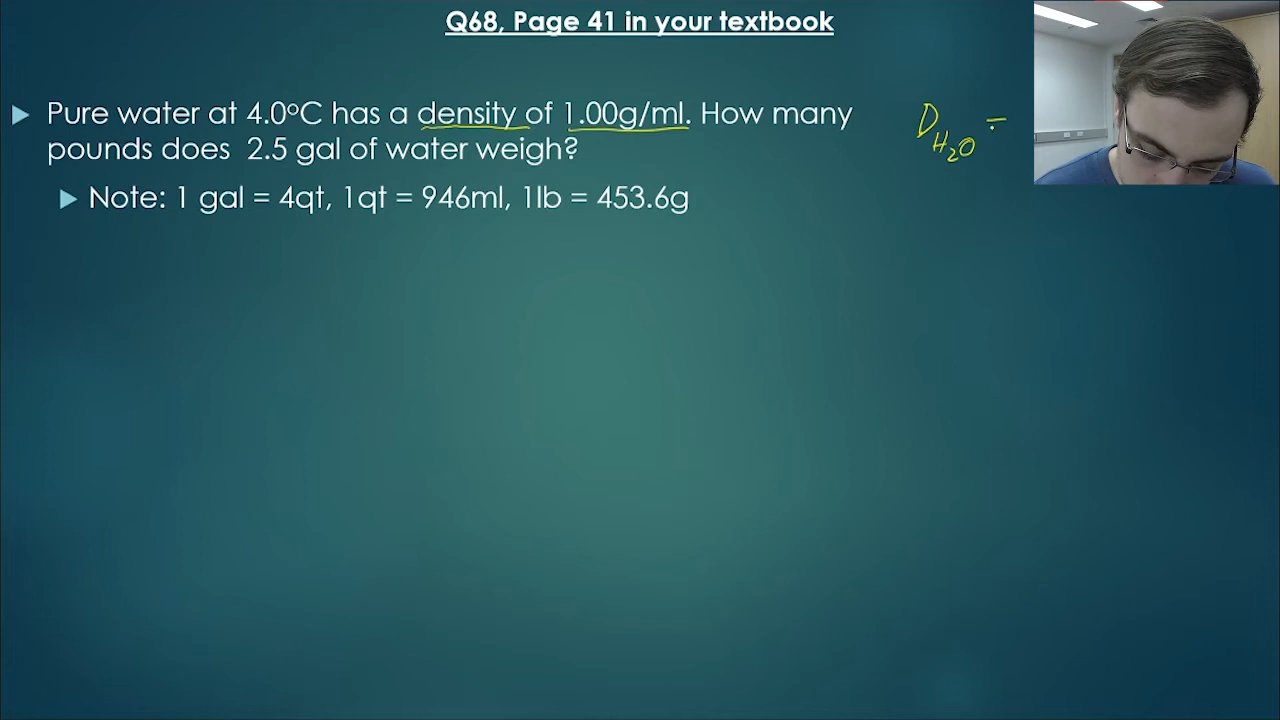 Q68, Page 41 in your textbook
Pure water at 4.0°C has a density of 1.00g/ml. How many
pounds does 2.5 gal of water weigh?
Note: 1 gal = 4qt, 1qt = 946ml, 1lb = 453.6g
D H2O =